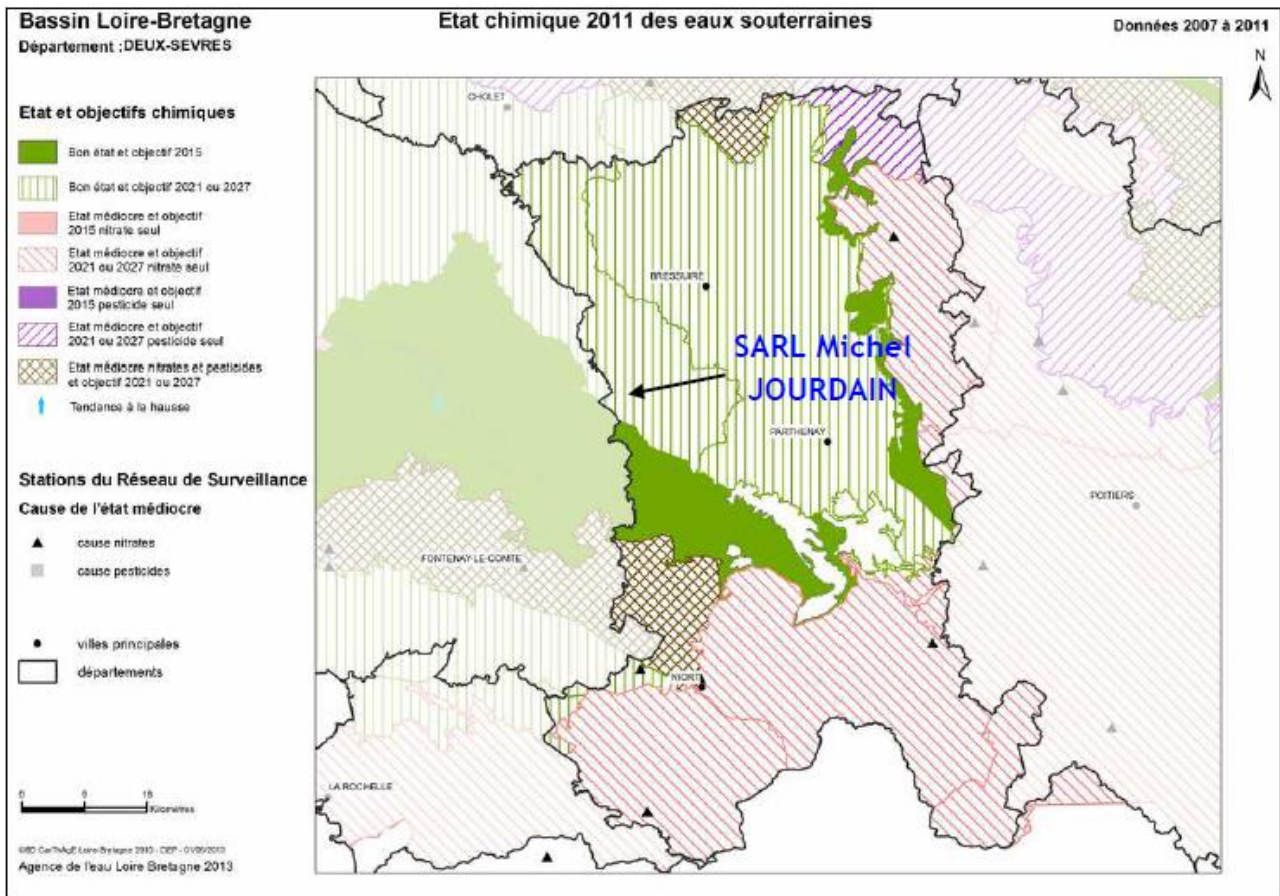 Bassin Loire-Bretagne
Département : DEUX-SEVRES
Etat chimique 2011 des eaux souterraines
Données 2007 à 2011
N
Etat et objectifs chimiques
Bon état et objectif 2015
Bon état et objectif 2021 ou 2027
Etat médiocre et objectif
2015 nitrate seul
Etat médiocre et objectif
2021 ou 2027 nitrate seul
Etat médiocre et objectif
2015 pesticide seul
Etat médiocre et objectif
2021 ou 2027 pesticide seul
Etat médiocre nitrates et pesticides
et objectif 2021 ou 2027
Tendance à la hausse
Stations du Réseau de Surveillance
Cause de l'état médiocre
cause nitrates
cause pesticides
villes principales
départements
CHOLET
BRESSUIRE
SARL Michel
JOURDAIN
PARTHENAY
POITIERS
FONTENAY-LE-COMTE
NIORT
LA ROCHELLE
0 9 18
Kilomètres
Agence de l'eau Loire Bretagne 2013